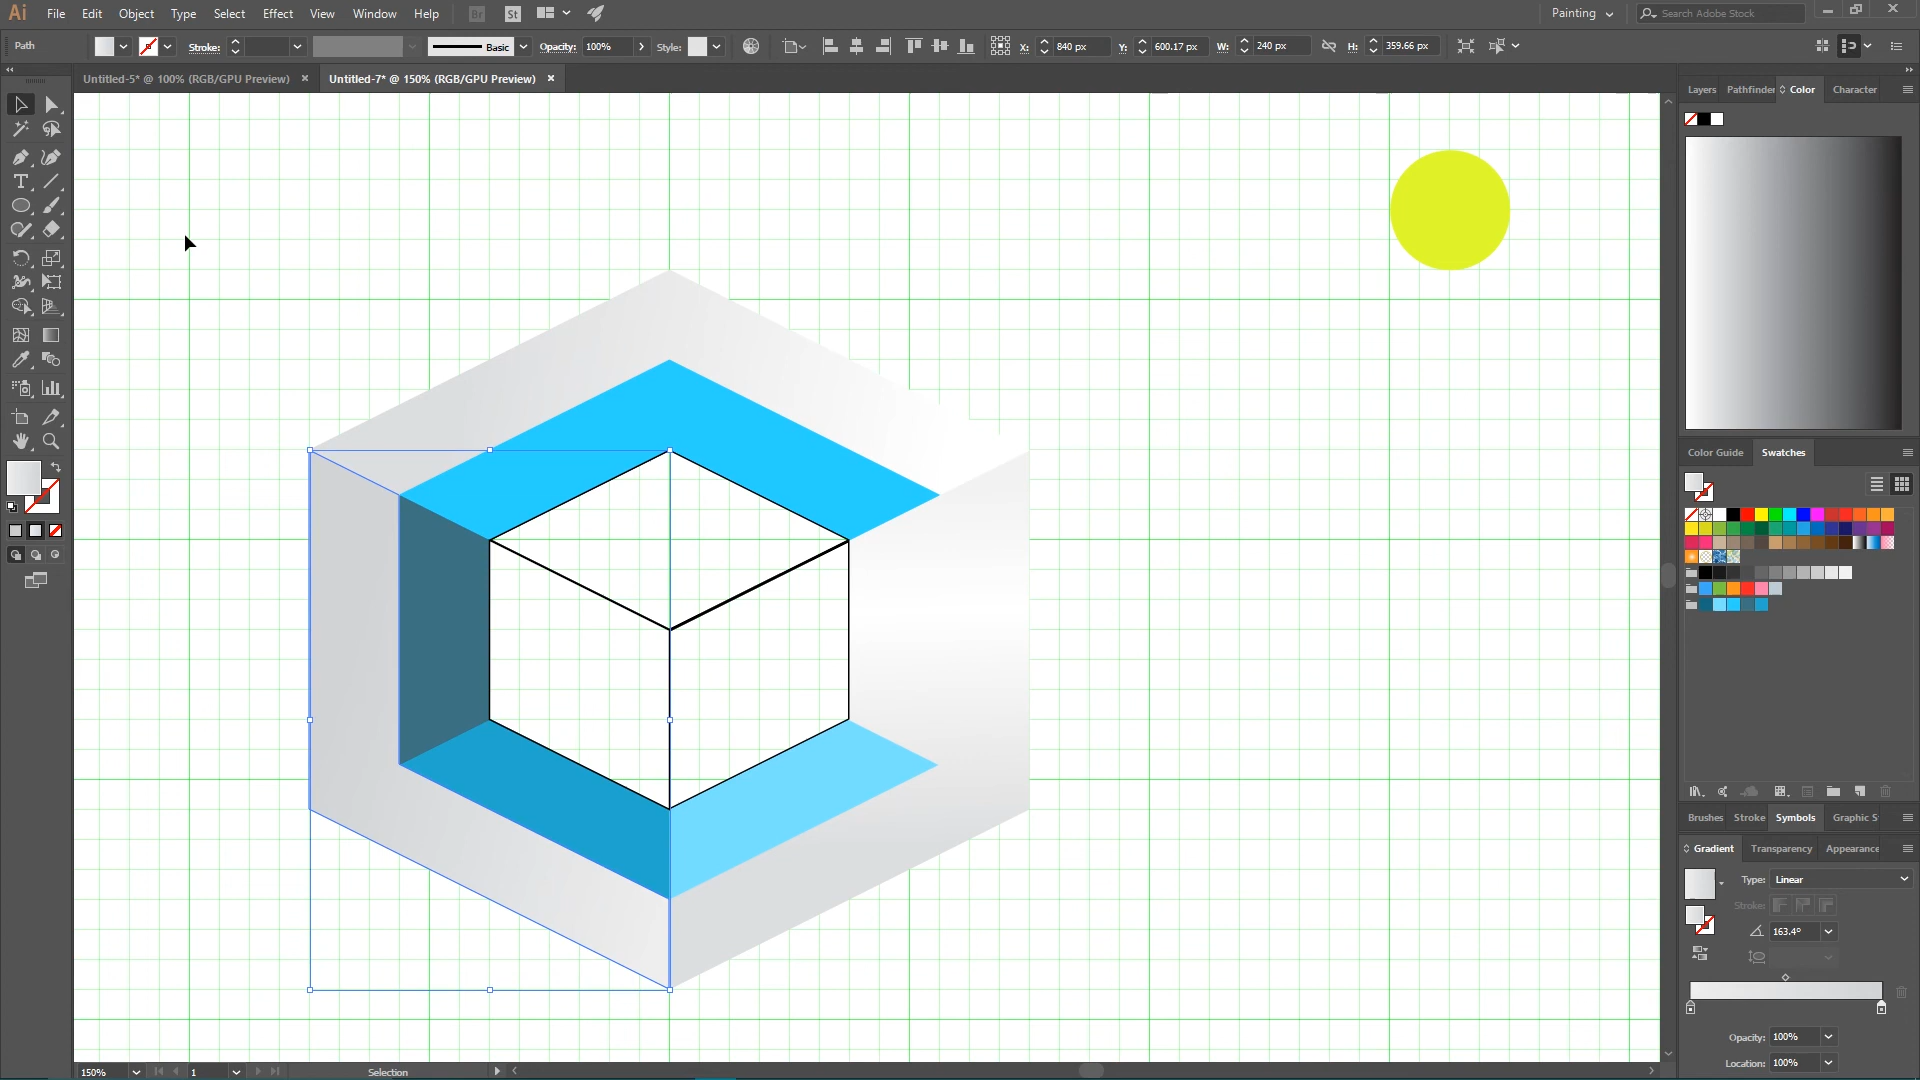 Ai File Edit Object Type Select Effect View Window Help Br St Painting Search Adobe Stock
Path Stroke: Basic Opacity: 100% Style: X: 840 px Y: 600.17 px W: 240 px H: 359.66 px
Untitled-5* @ 100% (RGB/GPU Preview) × Untitled-7* @ 150% (RGB/GPU Preview) ×
Layers Pathfinder Color Character
Color Guide Swatches
Brushes Stroke Symbols Graphic S
Gradient Transparency Appearance
Type: Linear
Stroke:
163.4°
Opacity: 100%
Location: 100%
150% 1 Selection